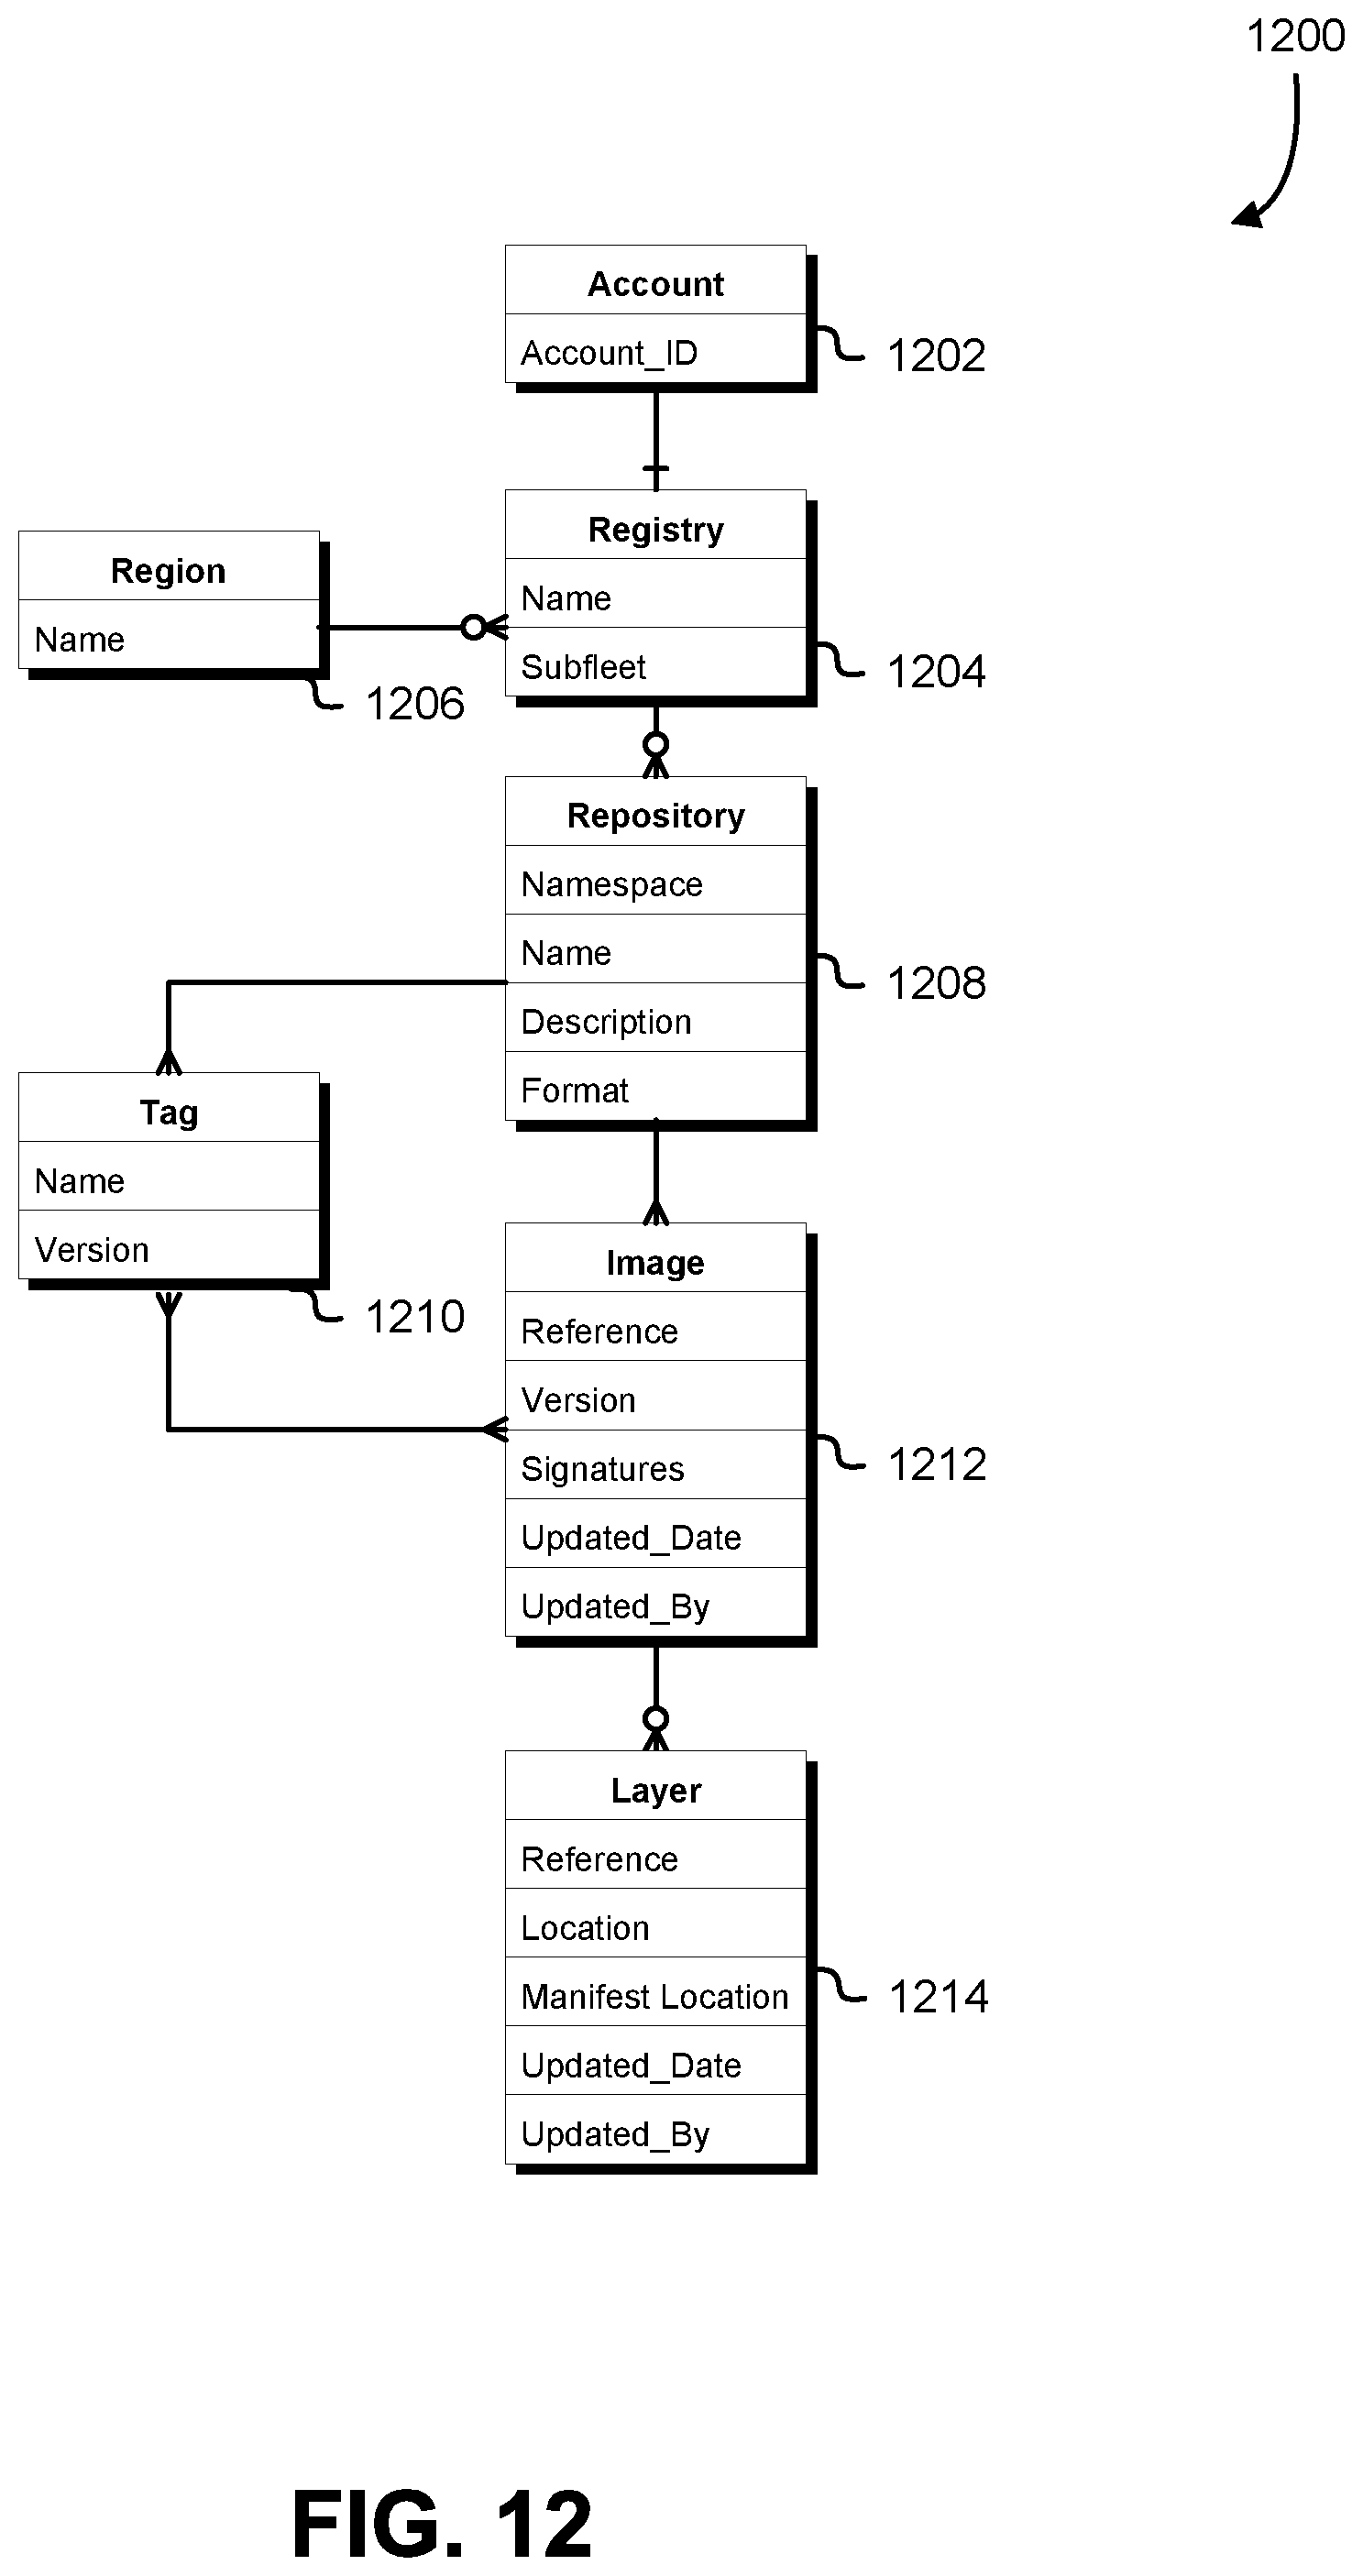 1200
Account
Account_ID
1202
Registry
Name
Subfleet
1204
Region
Name
1206
Repository
Namespace
Name
Description
Format
1208
Tag
Name
Version
1210
Image
Reference
Version
Signatures
Updated_Date
Updated_By
1212
Layer
Reference
Location
Manifest Location
Updated_Date
Updated_By
1214
FIG. 12